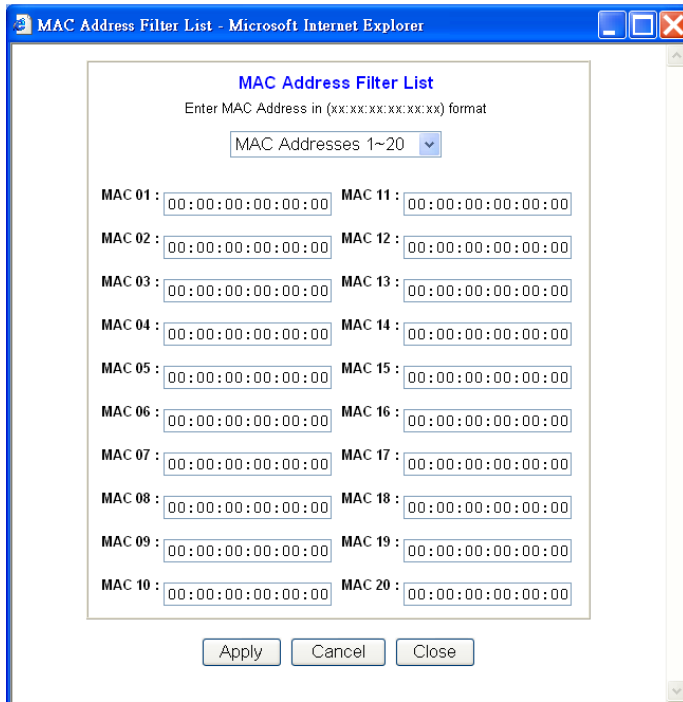 MAC Address Filter List - Microsoft Internet Explorer
MAC Address Filter List
Enter MAC Address in (xx:xx:xx:xx:xx:xx) format
MAC Addresses 1~20
MAC 01 : 00:00:00:00:00:00 MAC 11 : 00:00:00:00:00:00
MAC 02 : 00:00:00:00:00:00 MAC 12 : 00:00:00:00:00:00
MAC 03 : 00:00:00:00:00:00 MAC 13 : 00:00:00:00:00:00
MAC 04 : 00:00:00:00:00:00 MAC 14 : 00:00:00:00:00:00
MAC 05 : 00:00:00:00:00:00 MAC 15 : 00:00:00:00:00:00
MAC 06 : 00:00:00:00:00:00 MAC 16 : 00:00:00:00:00:00
MAC 07 : 00:00:00:00:00:00 MAC 17 : 00:00:00:00:00:00
MAC 08 : 00:00:00:00:00:00 MAC 18 : 00:00:00:00:00:00
MAC 09 : 00:00:00:00:00:00 MAC 19 : 00:00:00:00:00:00
MAC 10 : 00:00:00:00:00:00 MAC 20 : 00:00:00:00:00:00
Apply Cancel Close